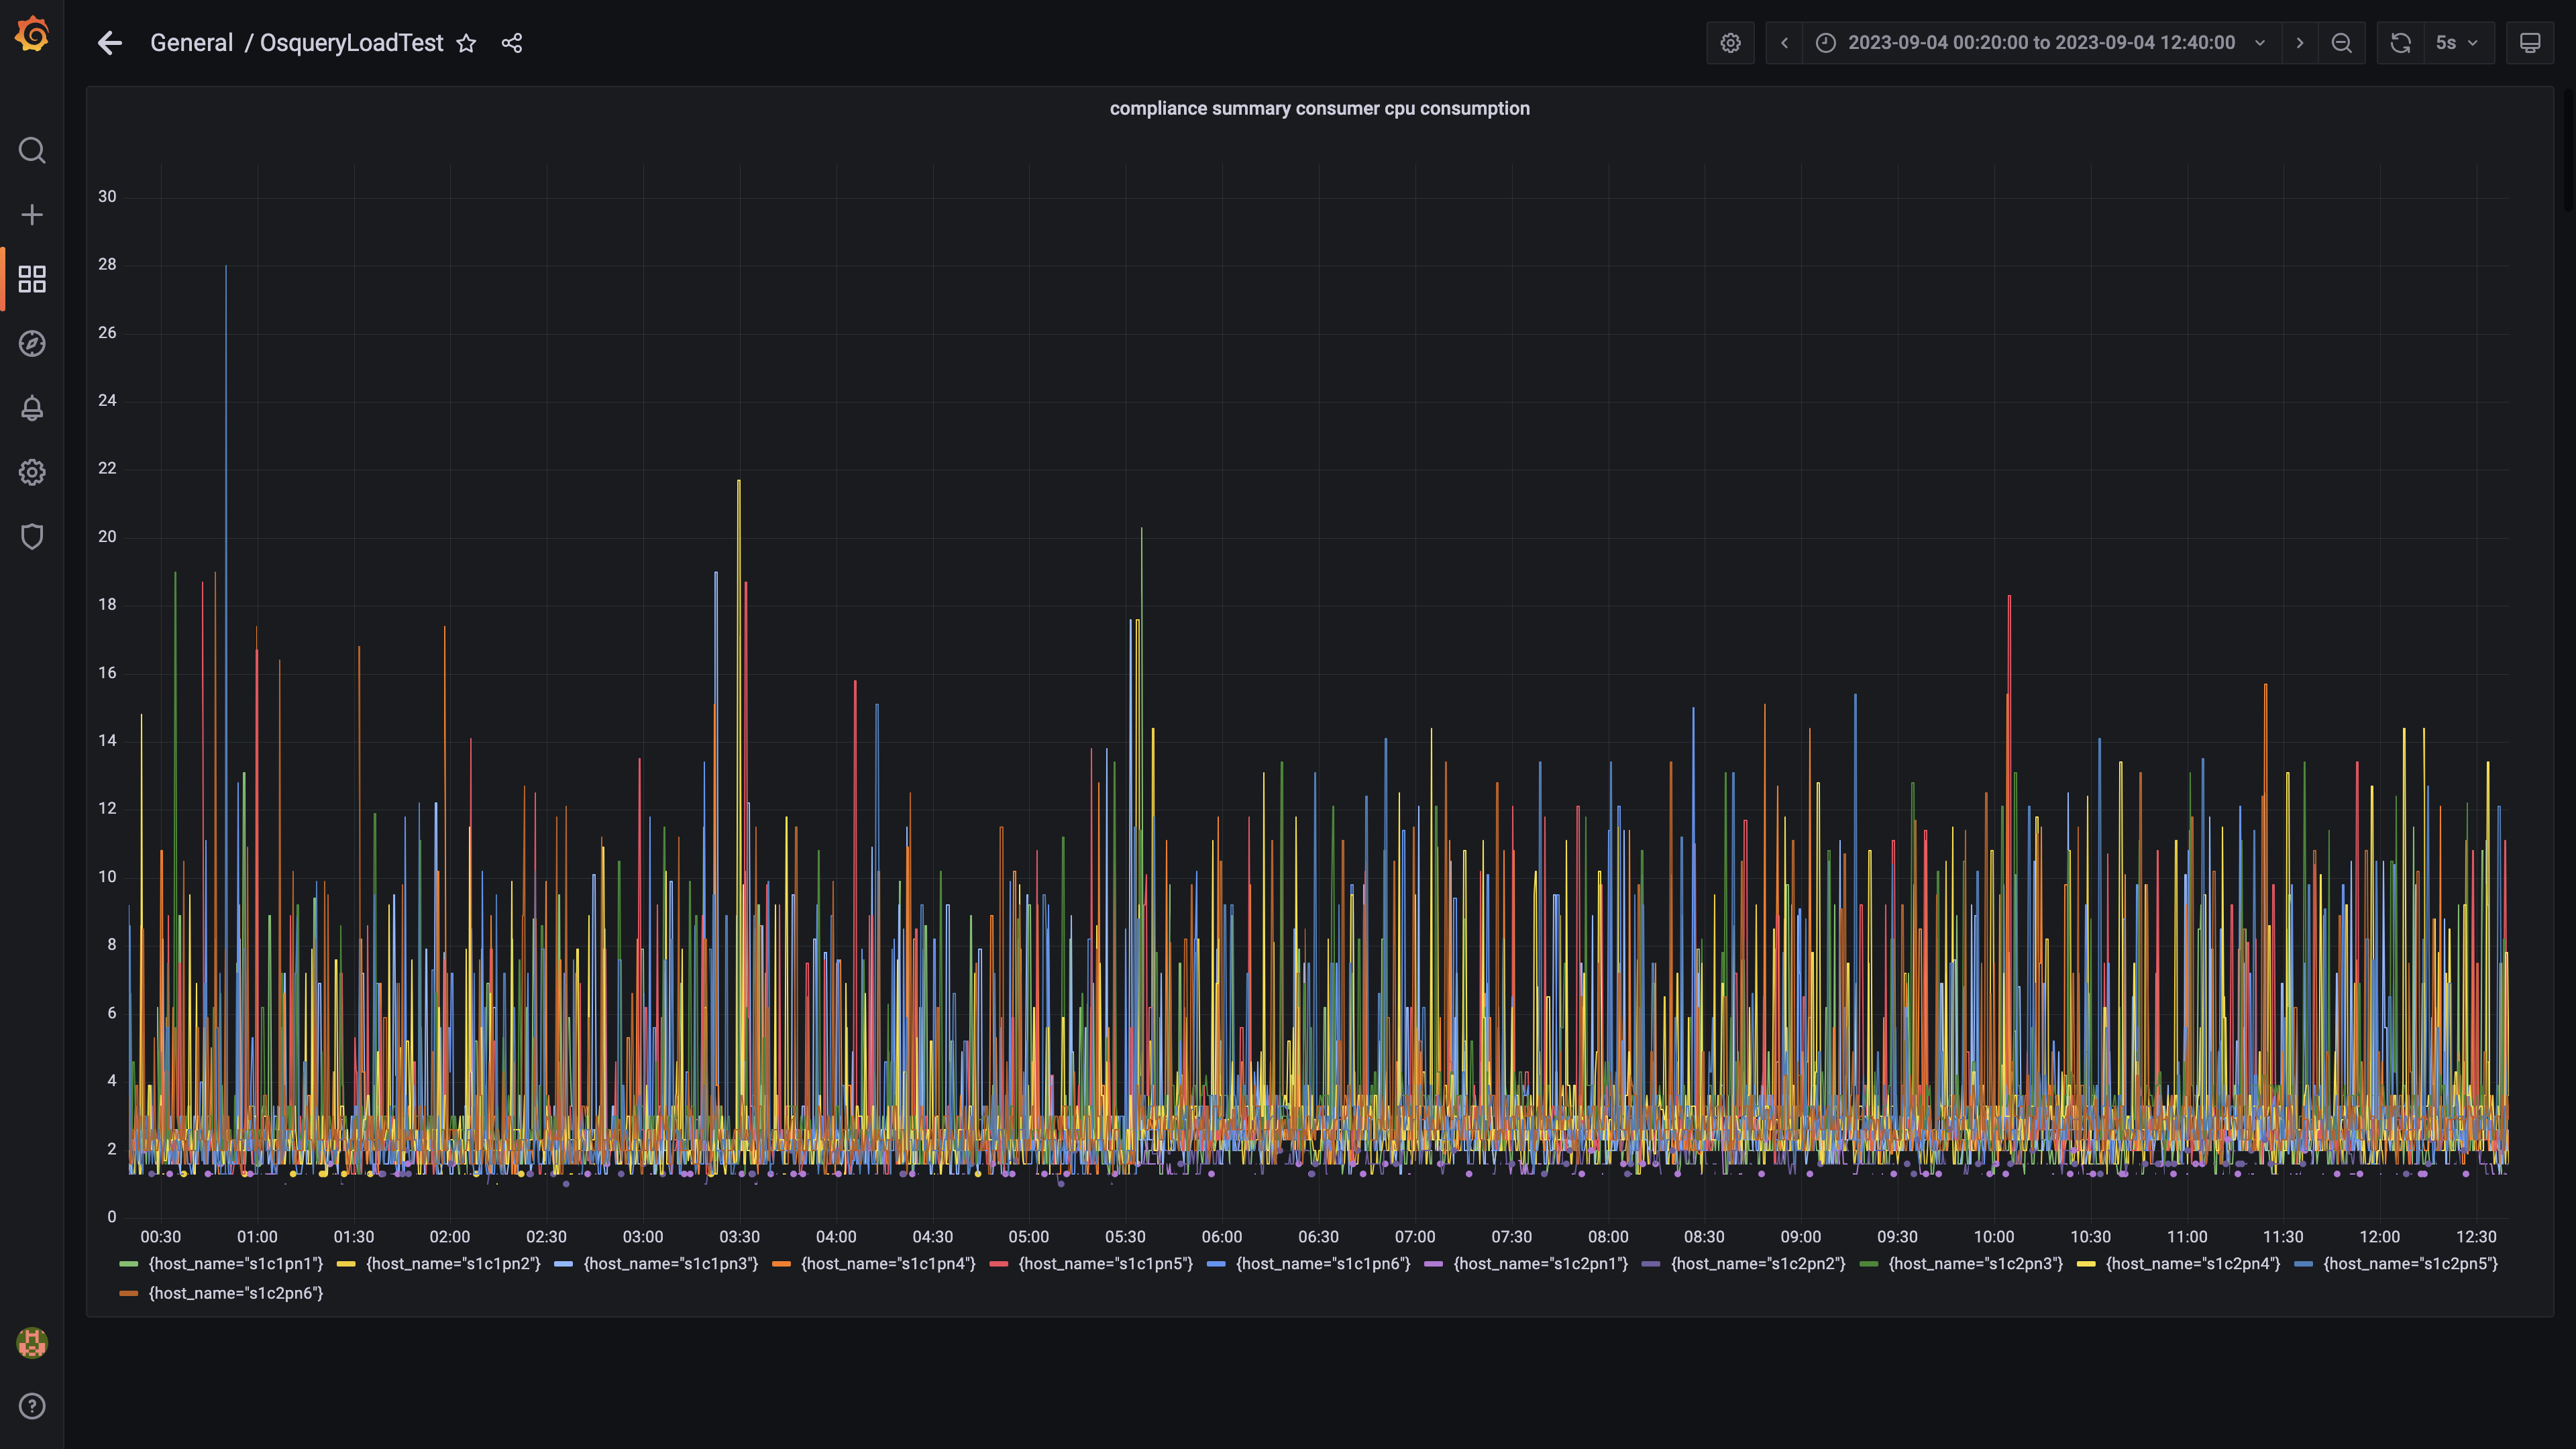 General / OsqueryLoadTest
2023-09-04 00:20:00 to 2023-09-04 12:40:00
5s
compliance summary consumer cpu consumption
30
28
26
24
22
20
18
16
14
12
10
8
6
4
2
0
00:30 01:00 01:30 02:00 02:30 03:00 03:30 04:00 04:30 05:00 05:30 06:00 06:30 07:00 07:30 08:00 08:30 09:00 09:30 10:00 10:30 11:00 11:30 12:00 12:30
{host_name="s1c1pn1"} {host_name="s1c1pn2"} {host_name="s1c1pn3"} {host_name="s1c1pn4"} {host_name="s1c1pn5"} {host_name="s1c1pn6"} {host_name="s1c2pn1"} {host_name="s1c2pn2"} {host_name="s1c2pn3"} {host_name="s1c2pn4"} {host_name="s1c2pn5"}
{host_name="s1c2pn6"}